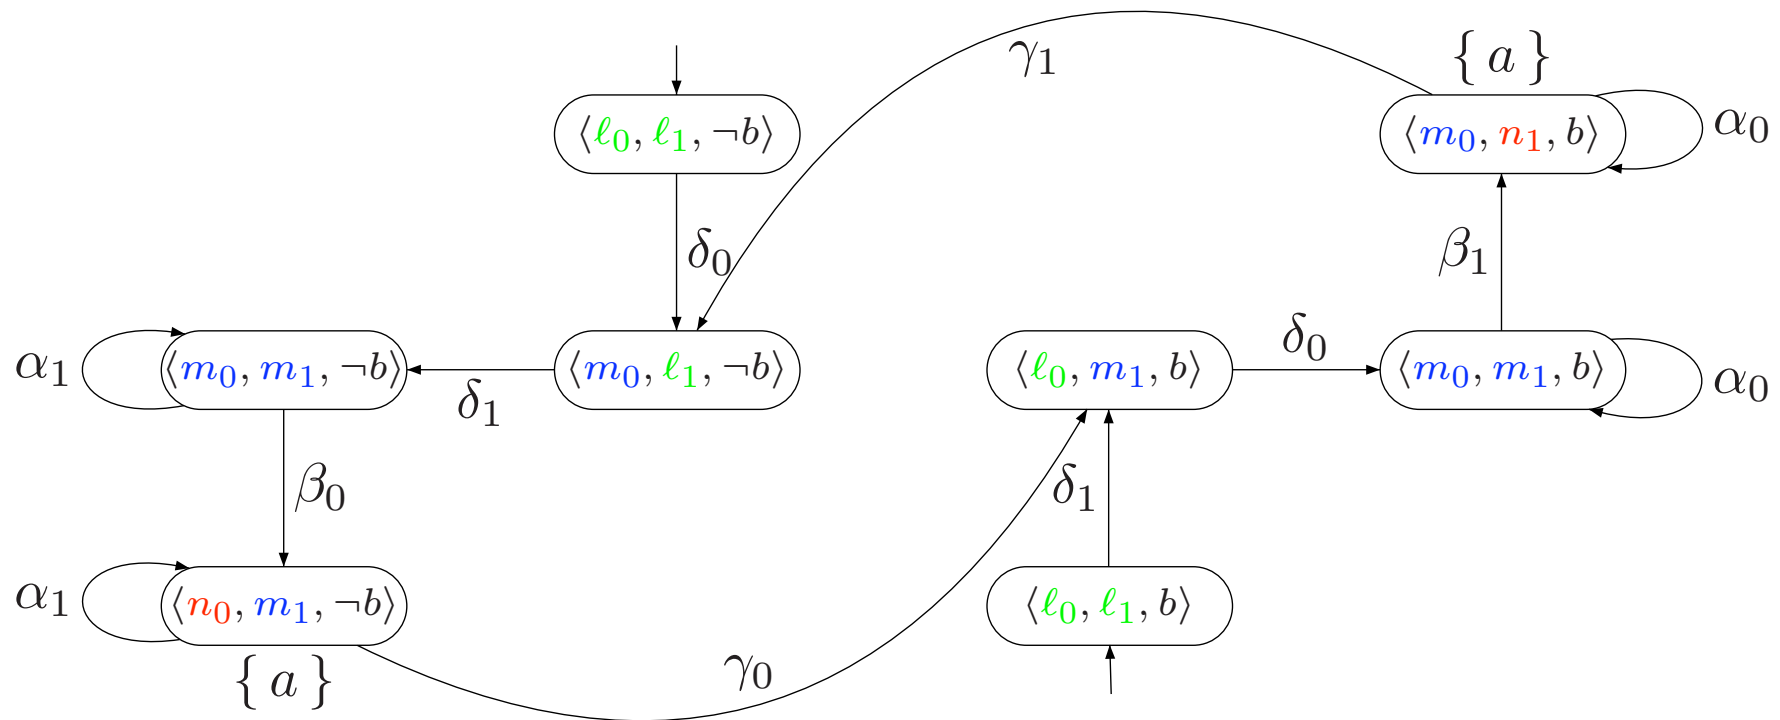 γ₁
{ a }
⟨ℓ₀, ℓ₁, ¬b⟩
⟨m₀, n₁, b⟩
α₀
δ₀
β₁
α₁
⟨m₀, m₁, ¬b⟩
δ₁
⟨m₀, ℓ₁, ¬b⟩
⟨ℓ₀, m₁, b⟩
δ₀
⟨m₀, m₁, b⟩
α₀
β₀
δ₁
α₁
⟨n₀, m₁, ¬b⟩
⟨ℓ₀, ℓ₁, b⟩
{ a }
γ₀